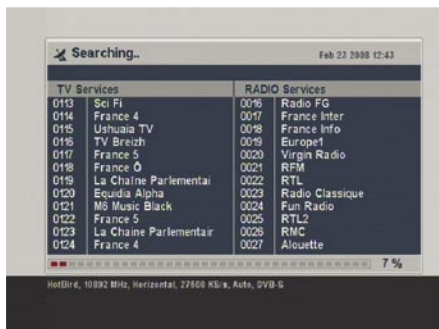 Searching..
Feb 23 2008 12:43
TV Services
RADIO Services
0113 Sci Fi
0016 Radio FG
0114 France 4
0017 France Inter
0115 Ushuaia TV
0018 France Info
0116 TV Breizh
0019 Europe1
0117 France 5
0020 Virgin Radio
0118 France Ô
0021 RFM
0119 La Chaîne Parlementai
0022 RTL
0120 Equidia Alpha
0023 Radio Classique
0121 M6 Music Black
0024 Fun Radio
0122 France 5
0025 RTL2
0123 La Chaine Parlementair
0026 RMC
0124 France 4
0027 Alouette
7 %
HotBird, 10892 MHz, Horizontal, 27500 KS/s, Auto, DVB-S